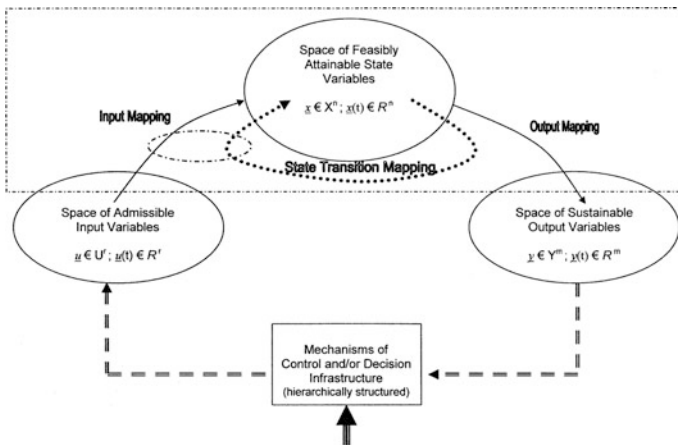 Space of Feasibly
Attainable State
Variables
x ∈ Xⁿ ; x(t) ∈ Rⁿ
Input Mapping
Output Mapping
State Transition Mapping
Space of Admissible
Input Variables
u ∈ Uʳ ; u(t) ∈ Rʳ
Space of Sustainable
Output Variables
y ∈ Yᵐ ; y(t) ∈ Rᵐ
Mechanisms of
Control and/or Decision
Infrastructure
(hierarchically structured)